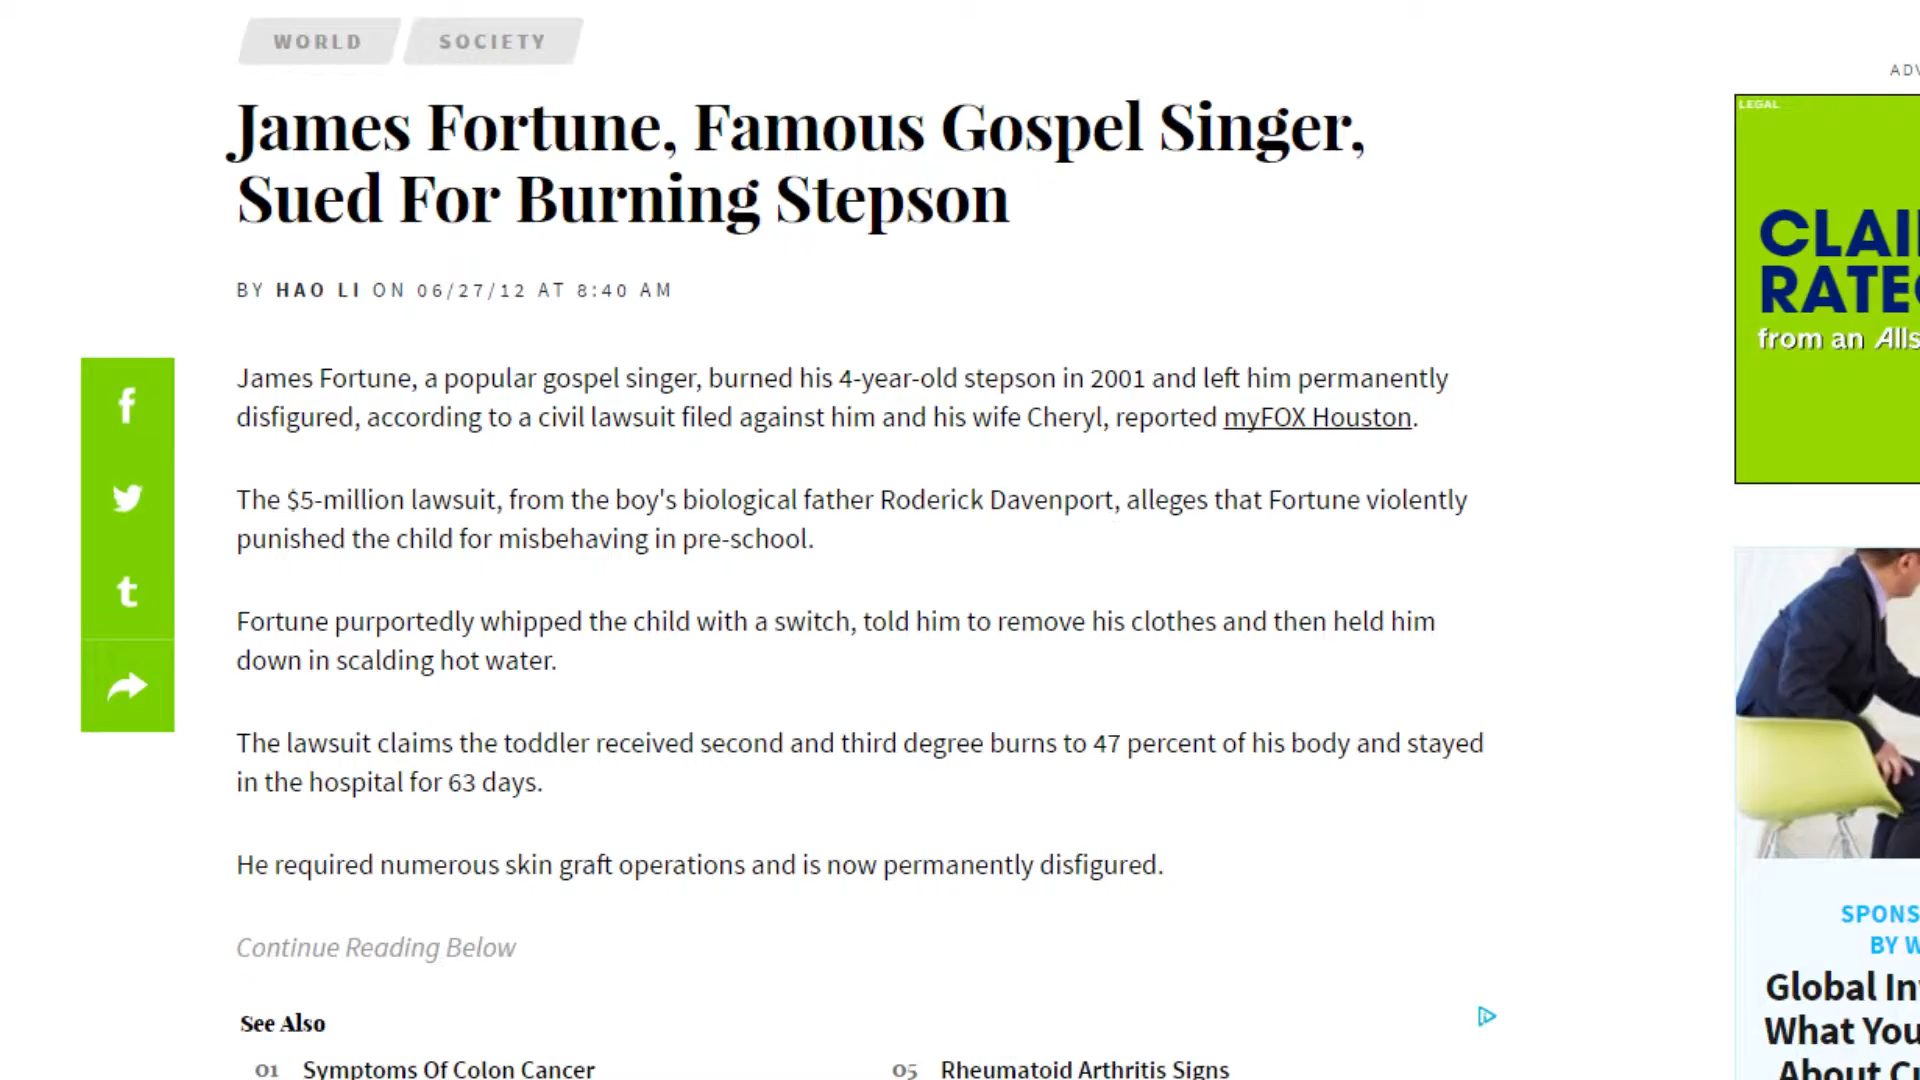 WORLD
SOCIETY
ADV
LEGAL
James Fortune, Famous Gospel Singer,
Sued For Burning Stepson
BY HAO LI ON 06/27/12 AT 8:40 AM
James Fortune, a popular gospel singer, burned his 4-year-old stepson in 2001 and left him permanently
disfigured, according to a civil lawsuit filed against him and his wife Cheryl, reported myFOX Houston.
The $5-million lawsuit, from the boy's biological father Roderick Davenport, alleges that Fortune violently
punished the child for misbehaving in pre-school.
Fortune purportedly whipped the child with a switch, told him to remove his clothes and then held him
down in scalding hot water.
The lawsuit claims the toddler received second and third degree burns to 47 percent of his body and stayed
in the hospital for 63 days.
He required numerous skin graft operations and is now permanently disfigured.
Continue Reading Below
See Also
01 Symptoms Of Colon Cancer
05 Rheumatoid Arthritis Signs
CLAI
RATE
from an Alls
SPONS
BY W
Global In
What You
About C